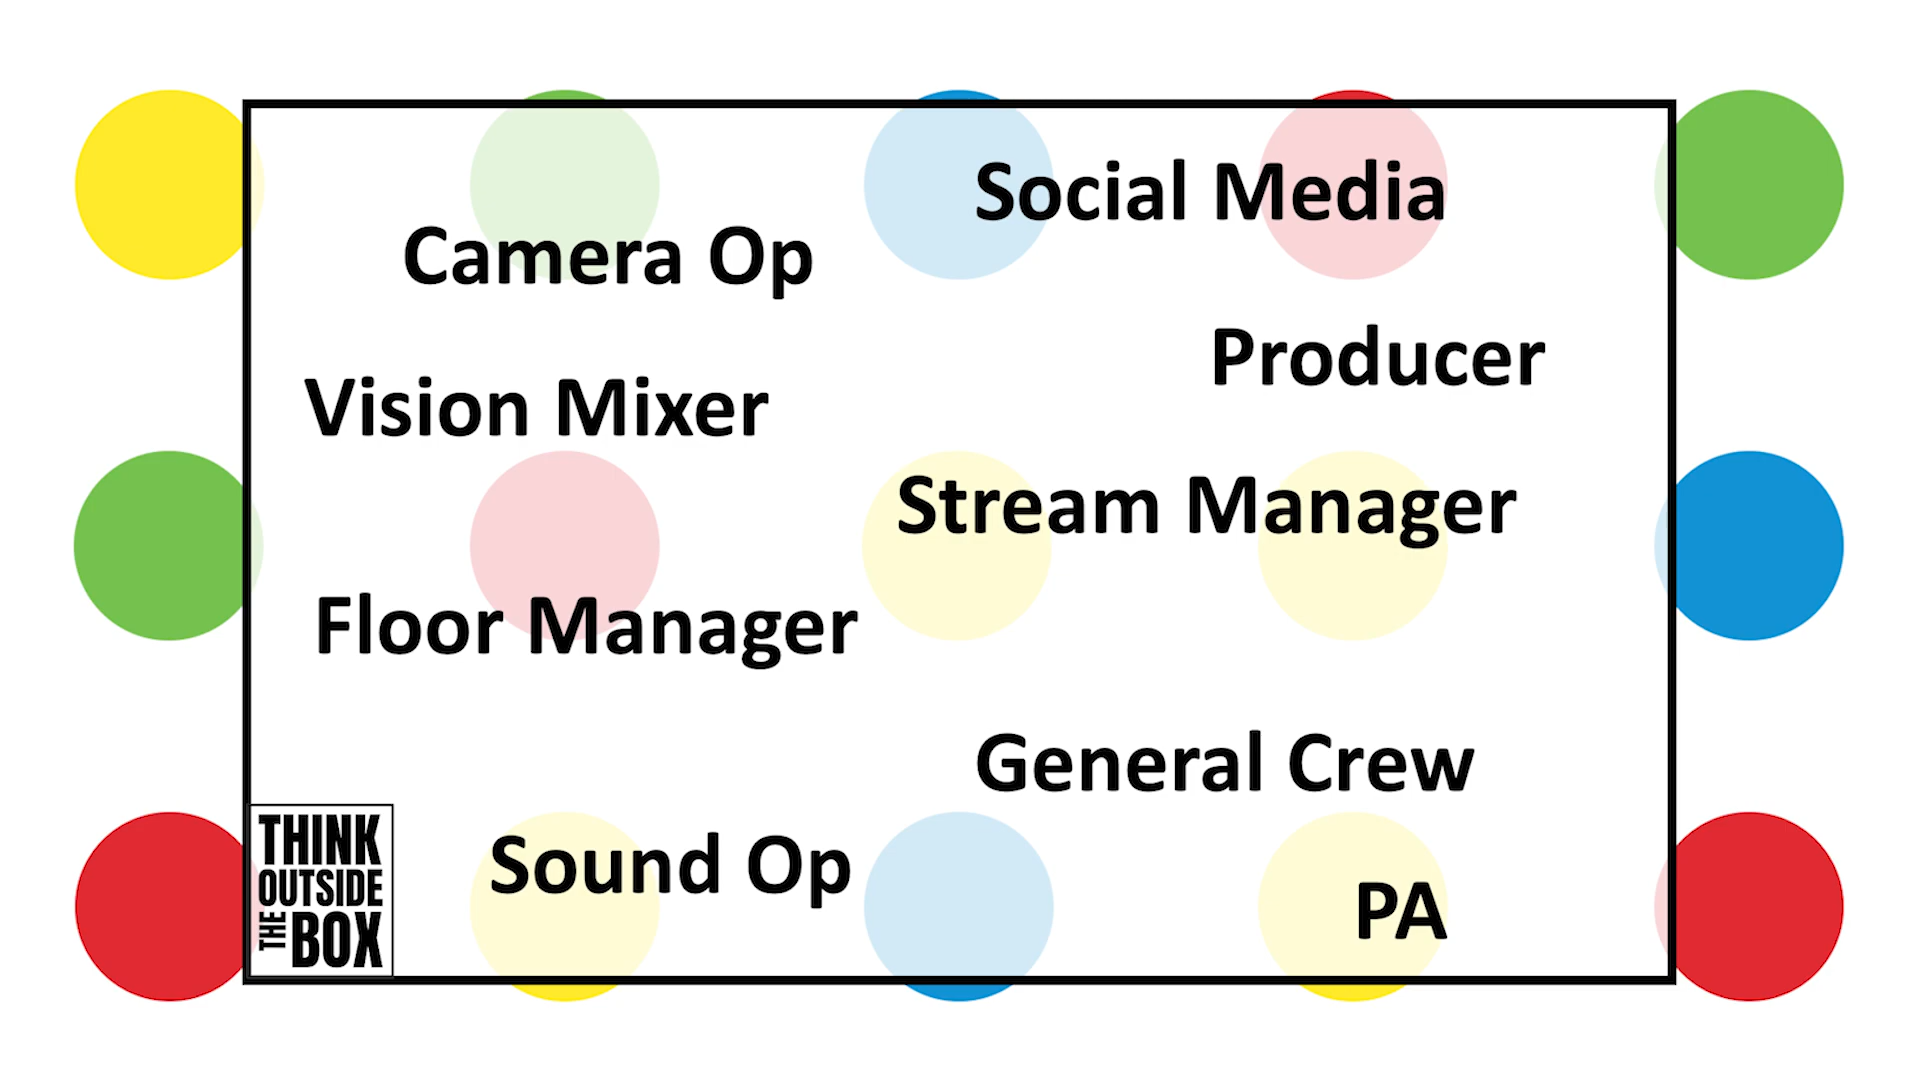 Social Media
Camera Op
Producer
Vision Mixer
Stream Manager
Floor Manager
General Crew
Sound Op
PA
THINK
OUTSIDE
THE BOX